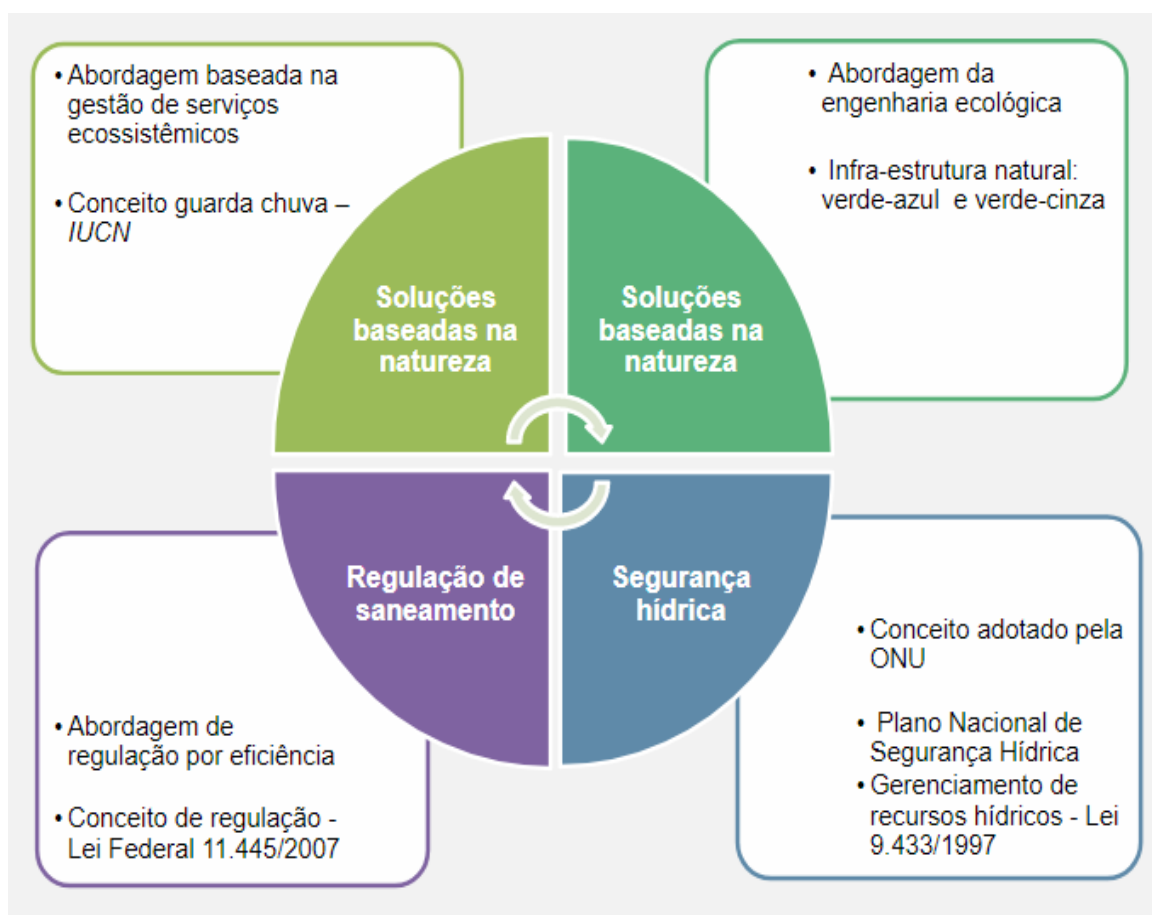 • Abordagem baseada na
gestão de serviços
ecossistêmicos
• Conceito guarda chuva –
IUCN
• Abordagem da
engenharia ecológica
• Infra-estrutura natural:
verde-azul e verde-cinza
Soluções
baseadas na
natureza
Soluções
baseadas na
natureza
Regulação de
saneamento
Segurança
hídrica
• Abordagem de
regulação por eficiência
• Conceito de regulação -
Lei Federal 11.445/2007
• Conceito adotado pela
ONU
• Plano Nacional de
Segurança Hídrica
• Gerenciamento de
recursos hídricos - Lei
9.433/1997